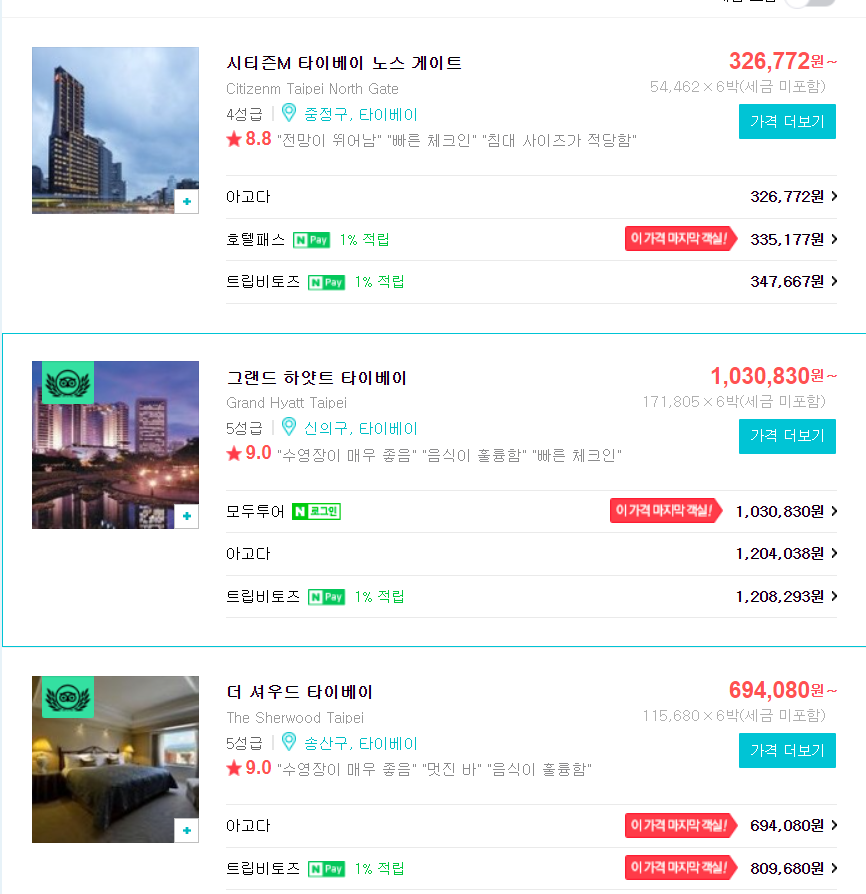 시티즌M 타이베이 노스 게이트
326,772원~
Citizenm Taipei North Gate
54,462×6박(세금 미포함)
4성급 중정구, 타이베이
가격 더보기
8.8 "전망이 뛰어남" "빠른 체크인" "침대 사이즈가 적당함"
아고다 326,772원
호텔패스 N Pay 1% 적립 이 가격 마지막 객실! 335,177원
트립비토즈 N Pay 1% 적립 347,667원
그랜드 하얏트 타이베이
1,030,830원~
Grand Hyatt Taipei
171,805×6박(세금 미포함)
5성급 신의구, 타이베이
가격 더보기
9.0 "수영장이 매우 좋음" "음식이 훌륭함" "빠른 체크인"
모두투어 N 로그인 이 가격 마지막 객실! 1,030,830원
아고다 1,204,038원
트립비토즈 N Pay 1% 적립 1,208,293원
더 셔우드 타이베이
694,080원~
The Sherwood Taipei
115,680×6박(세금 미포함)
5성급 송산구, 타이베이
가격 더보기
9.0 "수영장이 매우 좋음" "멋진 바" "음식이 훌륭함"
아고다 이 가격 마지막 객실! 694,080원
트립비토즈 N Pay 1% 적립 이 가격 마지막 객실! 809,680원